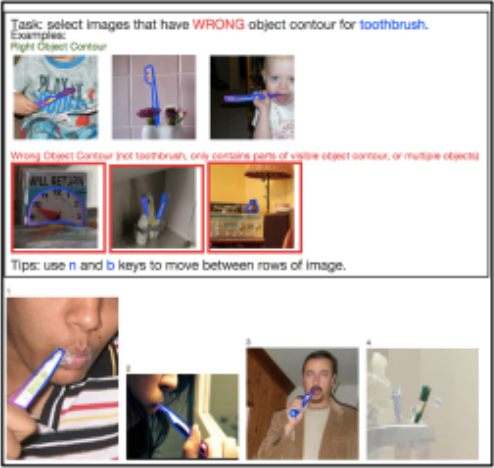 Task: select images that have WRONG object contour for toothbrush.
Examples:
Right Object Contour
PLAY
Wrong Object Contour (not toothbrush, only contains parts of visible object contour, or multiple objects)
WILL RETURN
Tips: use n and b keys to move between rows of image.
1
2
3
4